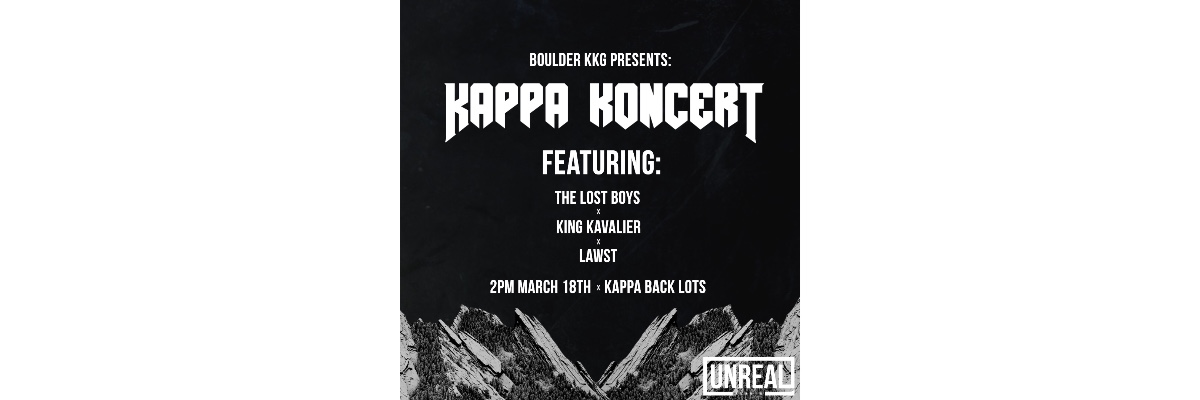 BOULDER KKG PRESENTS:
KAPPA KONCERT
FEATURING:
THE LOST BOYS
x
KING KAVALIER
x
LAWST
2PM MARCH 18TH x KAPPA BACK LOTS
UNREAL